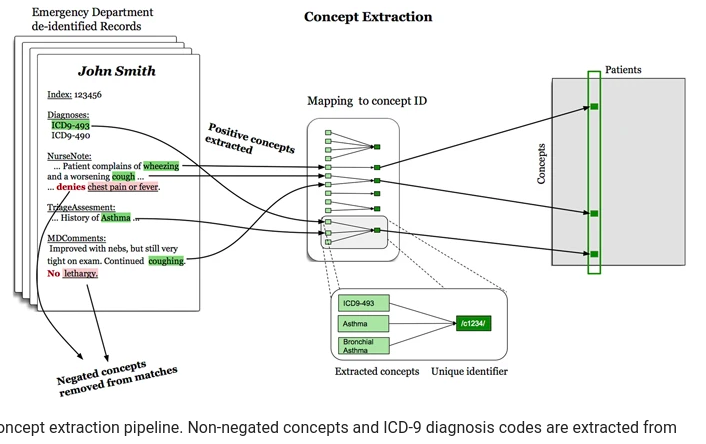 Emergency Department
de-identified Records
Concept Extraction
John Smith
Index: 123456
Diagnoses:
ICD9-493
ICD9-490
NurseNote:
... Patient complains of wheezing
and a worsening cough ...
... denies chest pain or fever.
TriageAssesment:
... History of Asthma ...
MDComments:
Improved with nebs, but still very
tight on exam. Continued coughing.
No lethargy.
Negated concepts
removed from matches
Positive concepts
extracted
Mapping to concept ID
ICD9-493
Asthma
Bronchial
Asthma
/c1234/
Extracted concepts
Unique identifier
Patients
Concepts
oncept extraction pipeline. Non-negated concepts and ICD-9 diagnosis codes are extracted from